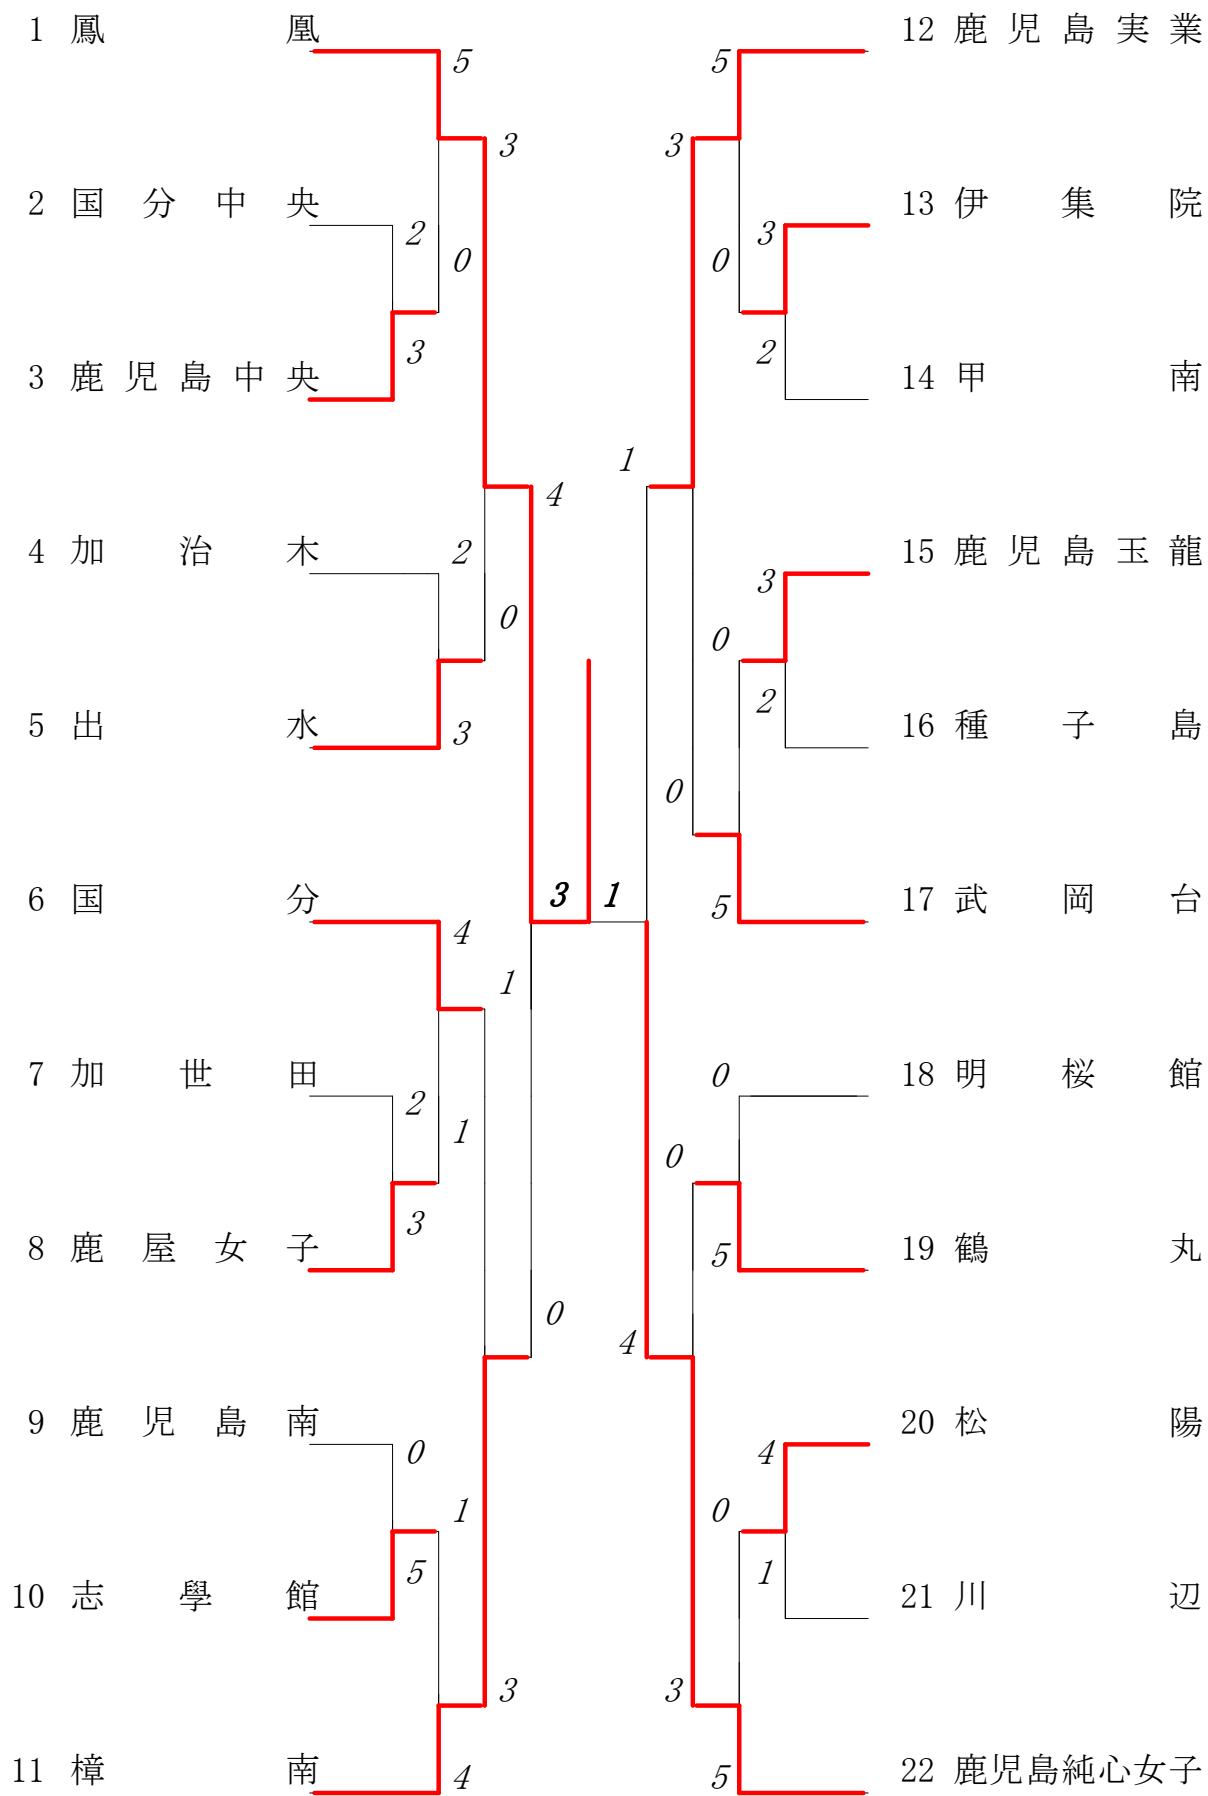 1 鳳凰
5
3
2 国分中央
2
0
3
3 鹿児島中央
4
4 加治木
2
0
5 出水
3
6 国分
4
1
7 加世田
2
1
3
8 鹿屋女子
0
9 鹿児島南
0
1
5
10 志學館
3
11 樟南
4
3 1
12 鹿児島実業
5
3
13 伊集院
3
0
2
14 甲南
1
15 鹿児島玉龍
3
0
2
16 種子島
0
17 武岡台
5
18 明桜館
0
0
19 鶴丸
5
4
20 松陽
4
0
1
21 川辺
3
22 鹿児島純心女子
5